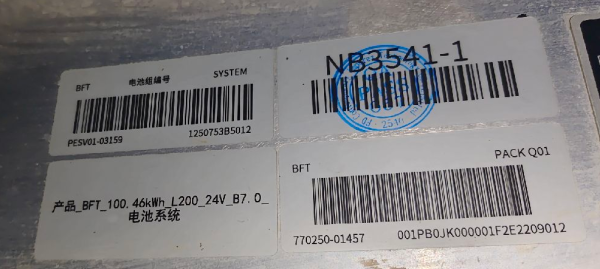 BFT 电池组编号 SYSTEM
PESV01-03159 1250753B5012
NB3541-1
产品_BFT_100.46kWh_L200_24V_B7.0_
电池系统
BFT PACK Q01
770250-01457 001PB0JK000001F2E2209012